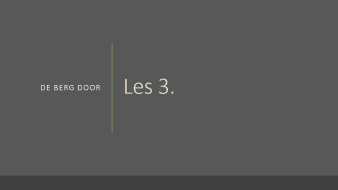 DE BERG DOOR
Les 3.